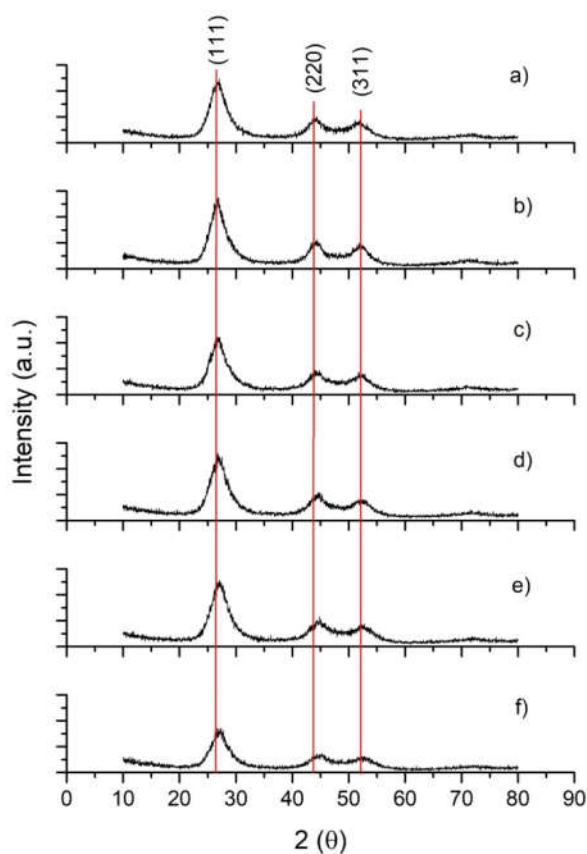 (111)
(220)
(311)
a)
b)
c)
d)
e)
f)
Intensity (a.u.)
0 10 20 30 40 50 60 70 80 90
2 (θ)